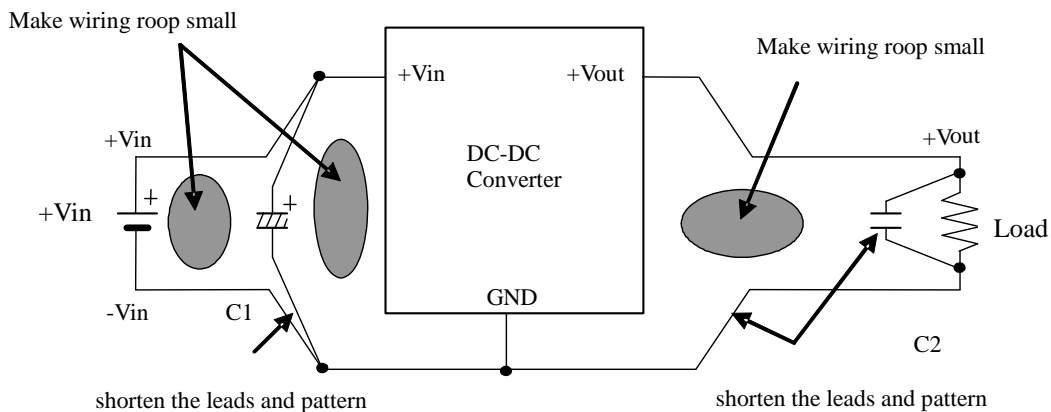 Make wiring roop small
Make wiring roop small
+Vin
+Vout
+Vin
+Vout
DC-DC
Converter
+
+
+Vin
Load
GND
-Vin
C1
C2
shorten the leads and pattern
shorten the leads and pattern